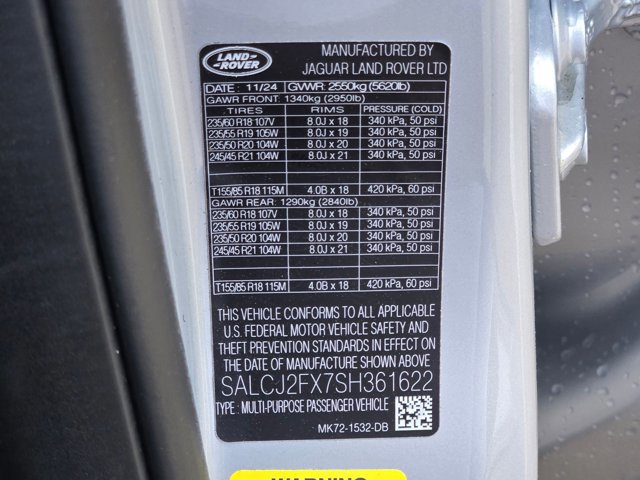 LAND
ROVER
MANUFACTURED BY
JAGUAR LAND ROVER LTD
DATE : 11/24 GVWR: 2550kg (5620lb)
GAWR FRONT: 1340kg (2950lb)
TIRES RIMS PRESSURE (COLD)
235/60 R18 107V 8.0J x 18 340 kPa, 50 psi
235/55 R19 105W 8.0J x 19 340 kPa, 50 psi
235/50 R20 104W 8.0J x 20 340 kPa, 50 psi
245/45 R21 104W 8.0J x 21 340 kPa, 50 psi
T155/85 R18 115M 4.0B x 18 420 kPa, 60 psi
GAWR REAR: 1290kg (2840lb)
235/60 R18 107V 8.0J x 18 340 kPa, 50 psi
235/55 R19 105W 8.0J x 19 340 kPa, 50 psi
235/50 R20 104W 8.0J x 20 340 kPa, 50 psi
245/45 R21 104W 8.0J x 21 340 kPa, 50 psi
T155/85 R18 115M 4.0B x 18 420 kPa, 60 psi
THIS VEHICLE CONFORMS TO ALL APPLICABLE
U.S. FEDERAL MOTOR VEHICLE SAFETY AND
THEFT PREVENTION STANDARDS IN EFFECT ON
THE DATE OF MANUFACTURE SHOWN ABOVE
SALCJ2FX7SH361622
TYPE : MULTI-PURPOSE PASSENGER VEHICLE
MK72-1532-DB
WARNING